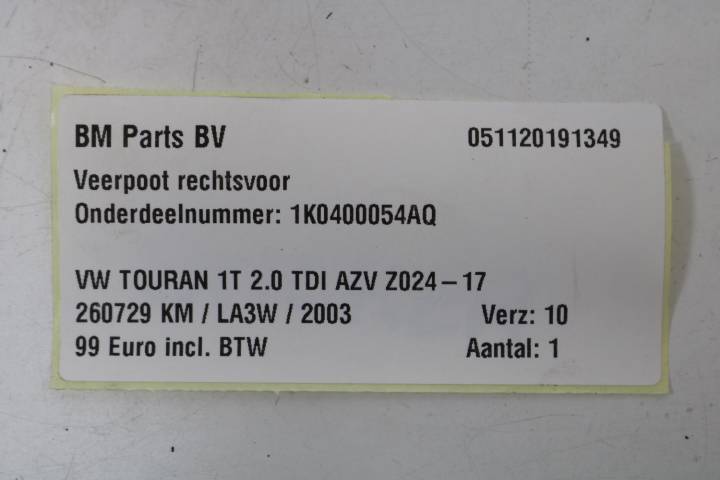 BM Parts BV 051120191349
Veerpoot rechtsvoor
Onderdeelnummer: 1K0400054AQ
VW TOURAN 1T 2.0 TDI AZV Z024-17
260729 KM / LA3W / 2003 Verz: 10
99 Euro incl. BTW Aantal: 1